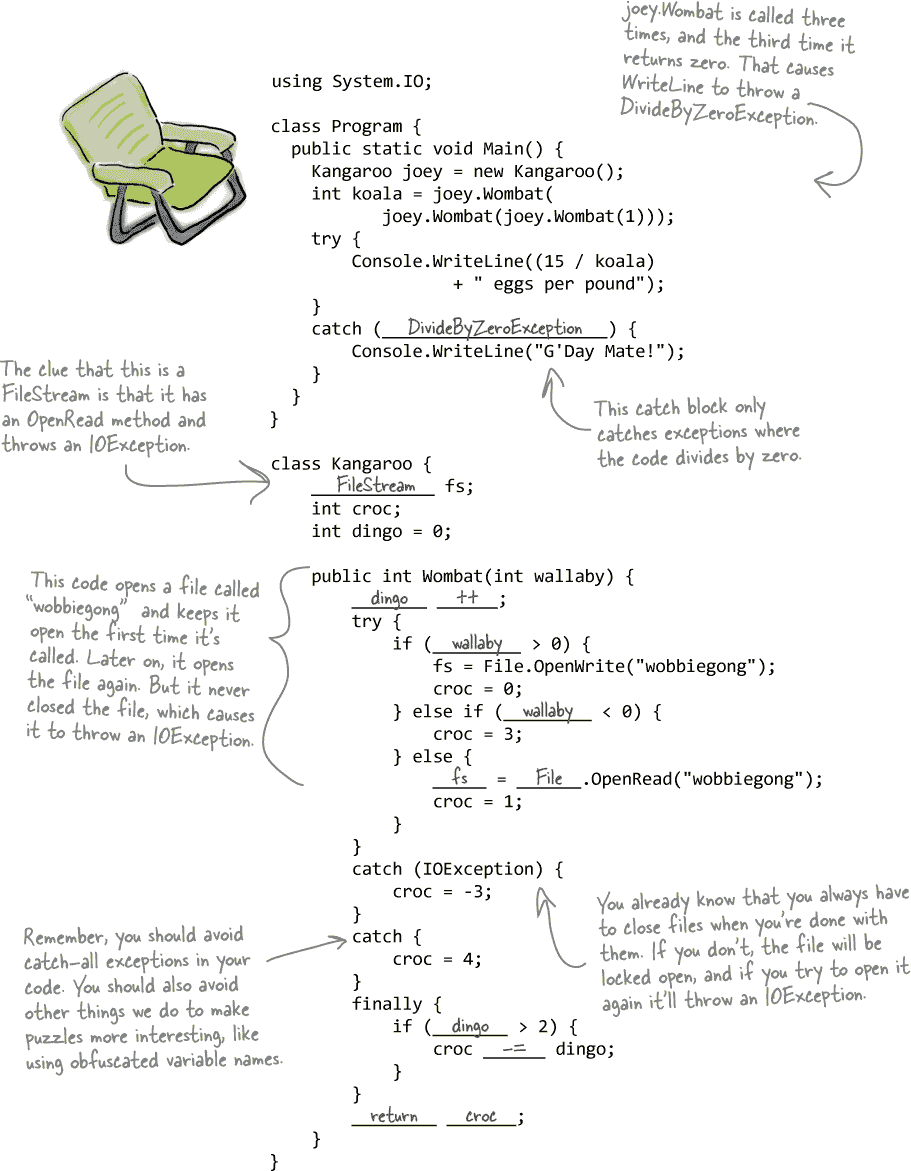 joey.Wombat is called three
times, and the third time it
returns zero. That causes
WriteLine to throw a
DivideByZeroException.
using System.IO;
class Program {
public static void Main() {
Kangaroo joey = new Kangaroo();
int koala = joey.Wombat(
joey.Wombat(joey.Wombat(1)));
try {
Console.WriteLine((15 / koala)
+ " eggs per pound");
}
catch (DivideByZeroException) {
Console.WriteLine("G'Day Mate!");
}
}
}
This catch block only
catches exceptions where
the code divides by zero.
The clue that this is a
FileStream is that it has
an OpenRead method and
throws an IOException.
class Kangaroo {
FileStream fs;
int croc;
int dingo = 0;
This code opens a file called
"wobbiegong" and keeps it
open the first time it's
called. Later on, it opens
the file again. But it never
closed the file, which causes
it to throw an IOException.
public int Wombat(int wallaby) {
dingo ++;
try {
if (wallaby > 0) {
fs = File.OpenWrite("wobbiegong");
croc = 0;
} else if (wallaby < 0) {
croc = 3;
} else {
fs = File.OpenRead("wobbiegong");
croc = 1;
}
}
catch (IOException) {
croc = -3;
}
catch {
croc = 4;
}
finally {
if (dingo > 2) {
croc -= dingo;
}
}
return croc;
}
}
You already know that you always have
to close files when you're done with
them. If you don't, the file will be
locked open, and if you try to open it
again it'll throw an IOException.
Remember, you should avoid
catch-all exceptions in your
code. You should also avoid
other things we do to make
puzzles more interesting, like
using obfuscated variable names.